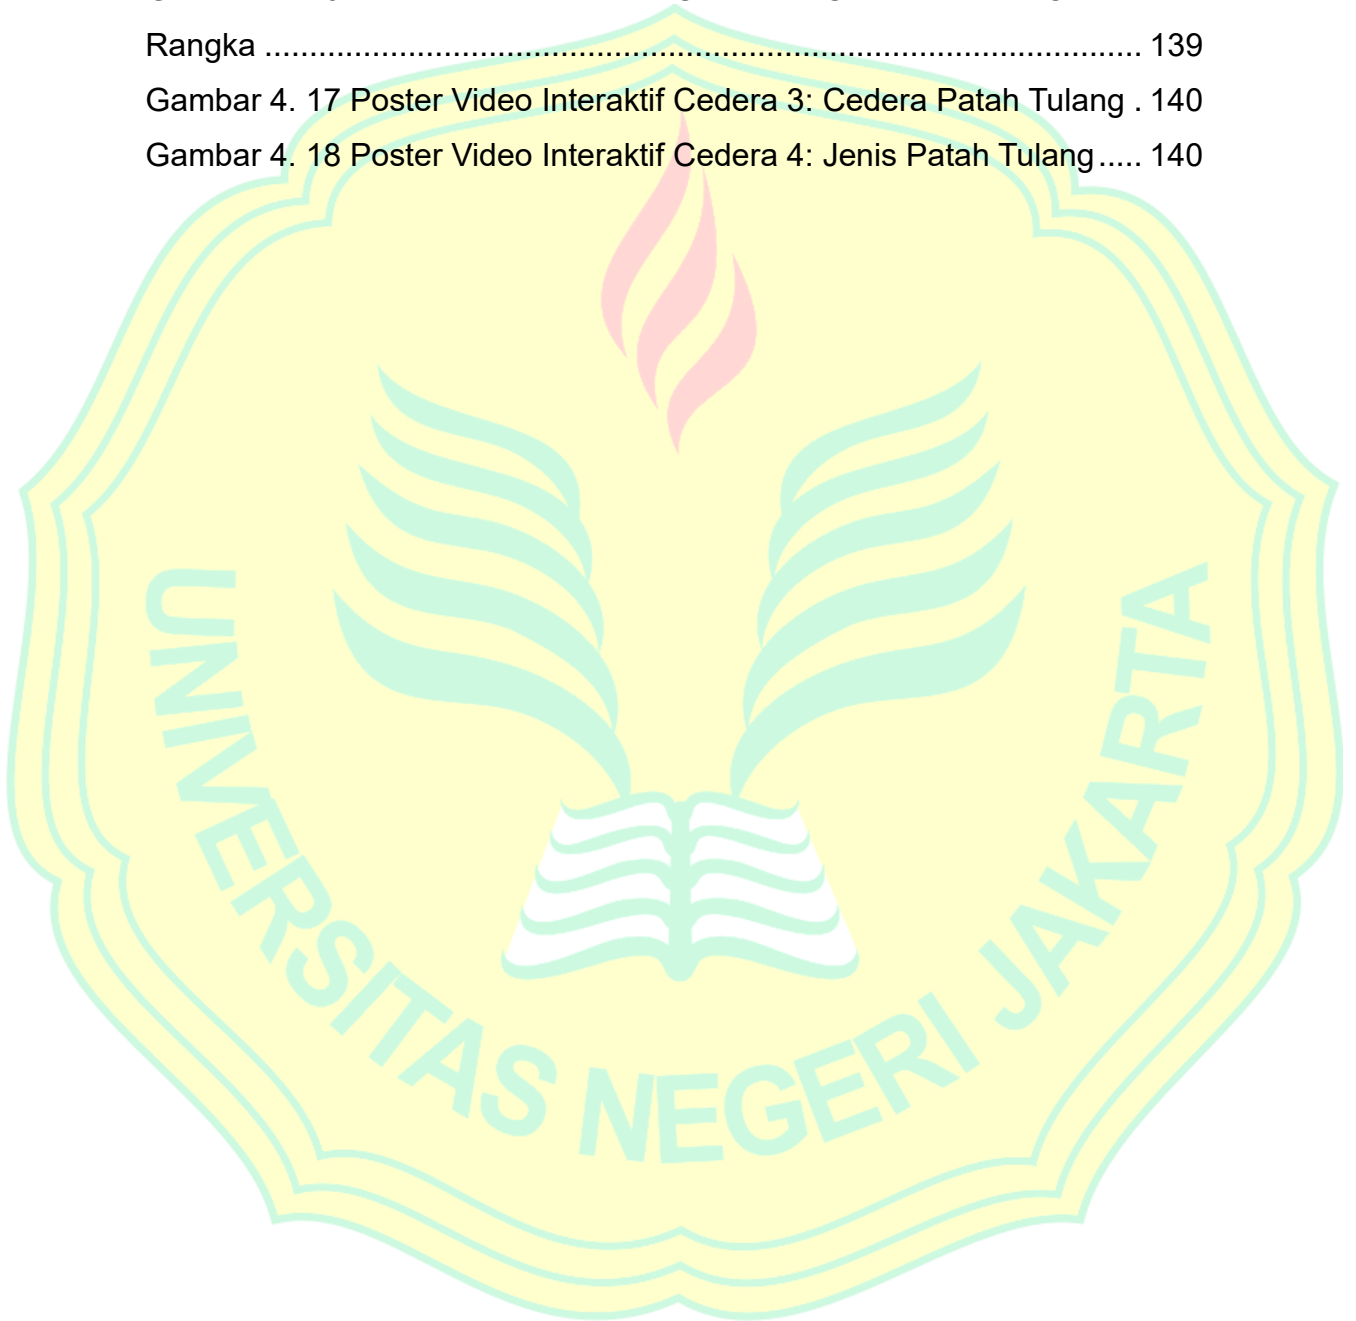 Rangka ................................................................................................. 139
Gambar 4. 17 Poster Video Interaktif Cedera 3: Cedera Patah Tulang . 140
Gambar 4. 18 Poster Video Interaktif Cedera 4: Jenis Patah Tulang ..... 140
UNIVERSITAS NEGERI JAKARTA